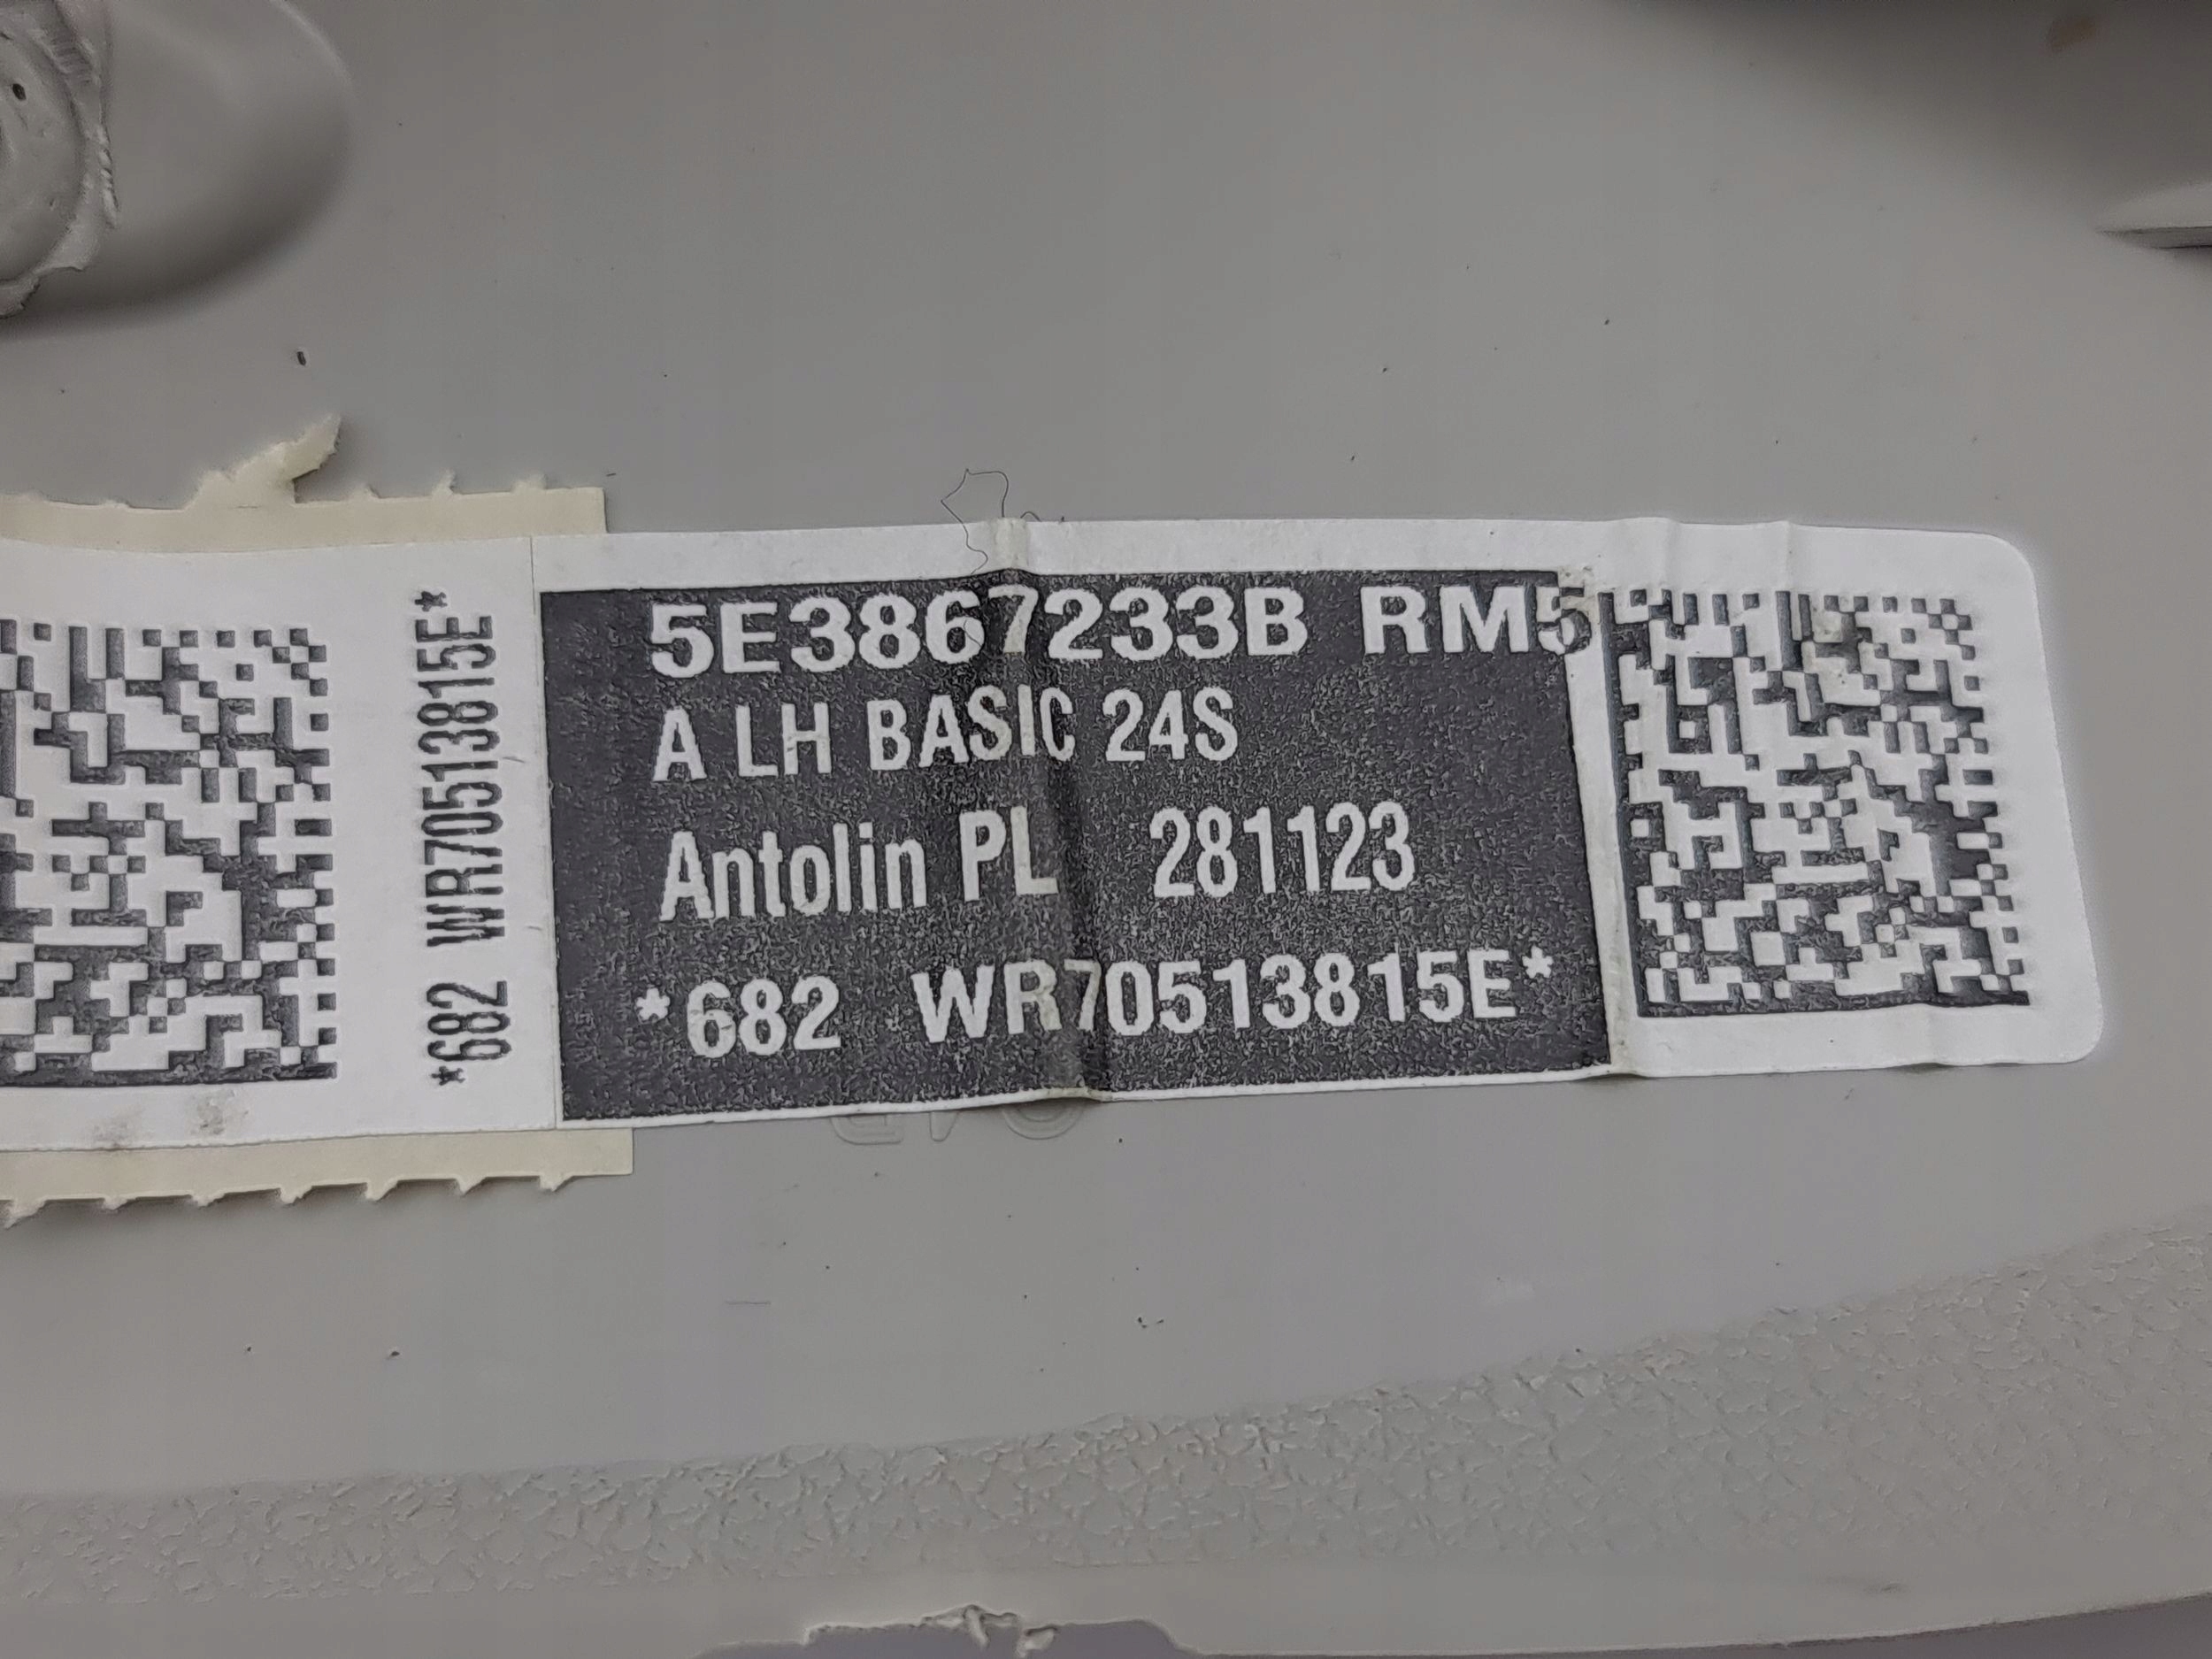 *682 WR70513815E*
5E3867233B RM5
A LH BASIC 24S
Antolin PL 281123
*682 WR70513815E*